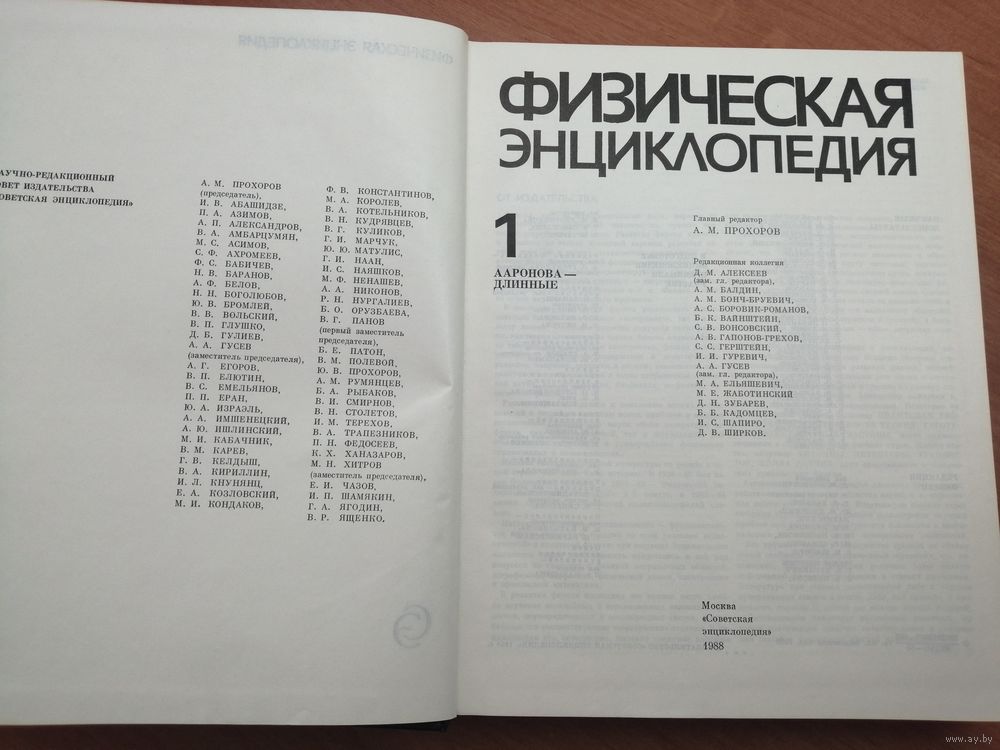 АУЧНО-РЕДАКЦИОННЫЙ
ОВЕТ ИЗДАТЕЛЬСТВА
ОВЕТСКАЯ ЭНЦИКЛОПЕДИЯ»
А. М. ПРОХОРОВ
(председатель),
И. В. АБАШИДЗЕ,
П. А. АЗИМОВ,
А. П. АЛЕКСАНДРОВ,
В. А. АМБАРЦУМЯН,
М. С. АСИМОВ,
С. Ф. АХРОМЕЕВ,
Ф. С. БАБИЧЕВ,
Н. В. БАРАНОВ,
А. Ф. БЕЛОВ,
Н. Н. БОГОЛЮБОВ,
Ю. В. БРОМЛЕЙ,
В. В. ВОЛЬСКИЙ,
В. П. ГЛУШКО,
Д. Б. ГУЛИЕВ,
А. А. ГУСЕВ
(заместитель председателя),
А. Г. ЕГОРОВ,
В. П. ЕЛЮТИН,
В. С. ЕМЕЛЬЯНОВ,
П. П. ЕРАН,
Ю. А. ИЗРАЭЛЬ,
А. А. ИМШЕНЕЦКИЙ,
А. Ю. ИШЛИНСКИЙ,
М. И. КАБАЧНИК,
В. М. КАРЕВ,
Г. В. КЕЛДЫШ,
В. А. КИРИЛЛИН,
И. Л. КНУНЯНЦ,
Е. А. КОЗЛОВСКИЙ,
М. И. КОНДАКОВ,
Ф. В. КОНСТАНТИНОВ,
М. А. КОРОЛЕВ,
В. А. КОТЕЛЬНИКОВ,
В. Н. КУДРЯВЦЕВ,
В. Г. КУЛИКОВ,
Г. И. МАРЧУК,
Ю. Ю. МАТУЛИС,
Г. И. НААН,
И. С. НАЯШКОВ,
М. Ф. НЕНАШЕВ,
А. А. НИКОНОВ,
Р. Н. НУРГАЛИЕВ,
Б. О. ОРУЗБАЕВА,
В. Г. ПАНОВ
(первый заместитель
председателя),
Б. Е. ПАТОН,
В. М. ПОЛЕВОЙ,
Ю. В. ПРОХОРОВ,
А. М. РУМЯНЦЕВ,
Б. А. РЫБАКОВ,
В. И. СМИРНОВ,
В. Н. СТОЛЕТОВ,
И. М. ТЕРЕХОВ,
В. А. ТРАПЕЗНИКОВ,
П. Н. ФЕДОСЕЕВ,
К. Х. ХАНАЗАРОВ,
М. Н. ХИТРОВ
(заместитель председателя),
Е. И. ЧАЗОВ,
И. П. ШАМЯКИН,
Г. А. ЯГОДИН,
В. Р. ЯЩЕНКО.
ФИЗИЧЕСКАЯ
ЭНЦИКЛОПЕДИЯ
1
ААРОНОВА —
ДЛИННЫЕ
Главный редактор
А. М. ПРОХОРОВ
Редакционная коллегия
Д. М. АЛЕКСЕЕВ
(зам. гл. редактора),
А. М. БАЛДИН,
А. М. БОНЧ-БРУЕВИЧ,
А. С. БОРОВИК-РОМАНОВ,
Б. К. ВАЙНШТЕЙН,
С. В. ВОНСОВСКИЙ,
А. В. ГАПОНОВ-ГРЕХОВ,
С. С. ГЕРШТЕЙН,
И. И. ГУРЕВИЧ,
А. А. ГУСЕВ
(зам. гл. редактора),
М. А. ЕЛЬЯШЕВИЧ,
М. Е. ЖАБОТИНСКИЙ
Д. Н. ЗУБАРЕВ,
Б. Б. КАДОМЦЕВ,
И. С. ШАПИРО,
Д. В. ШИРКОВ.
Москва
«Советская
энциклопедия»
1988
www.ay.by